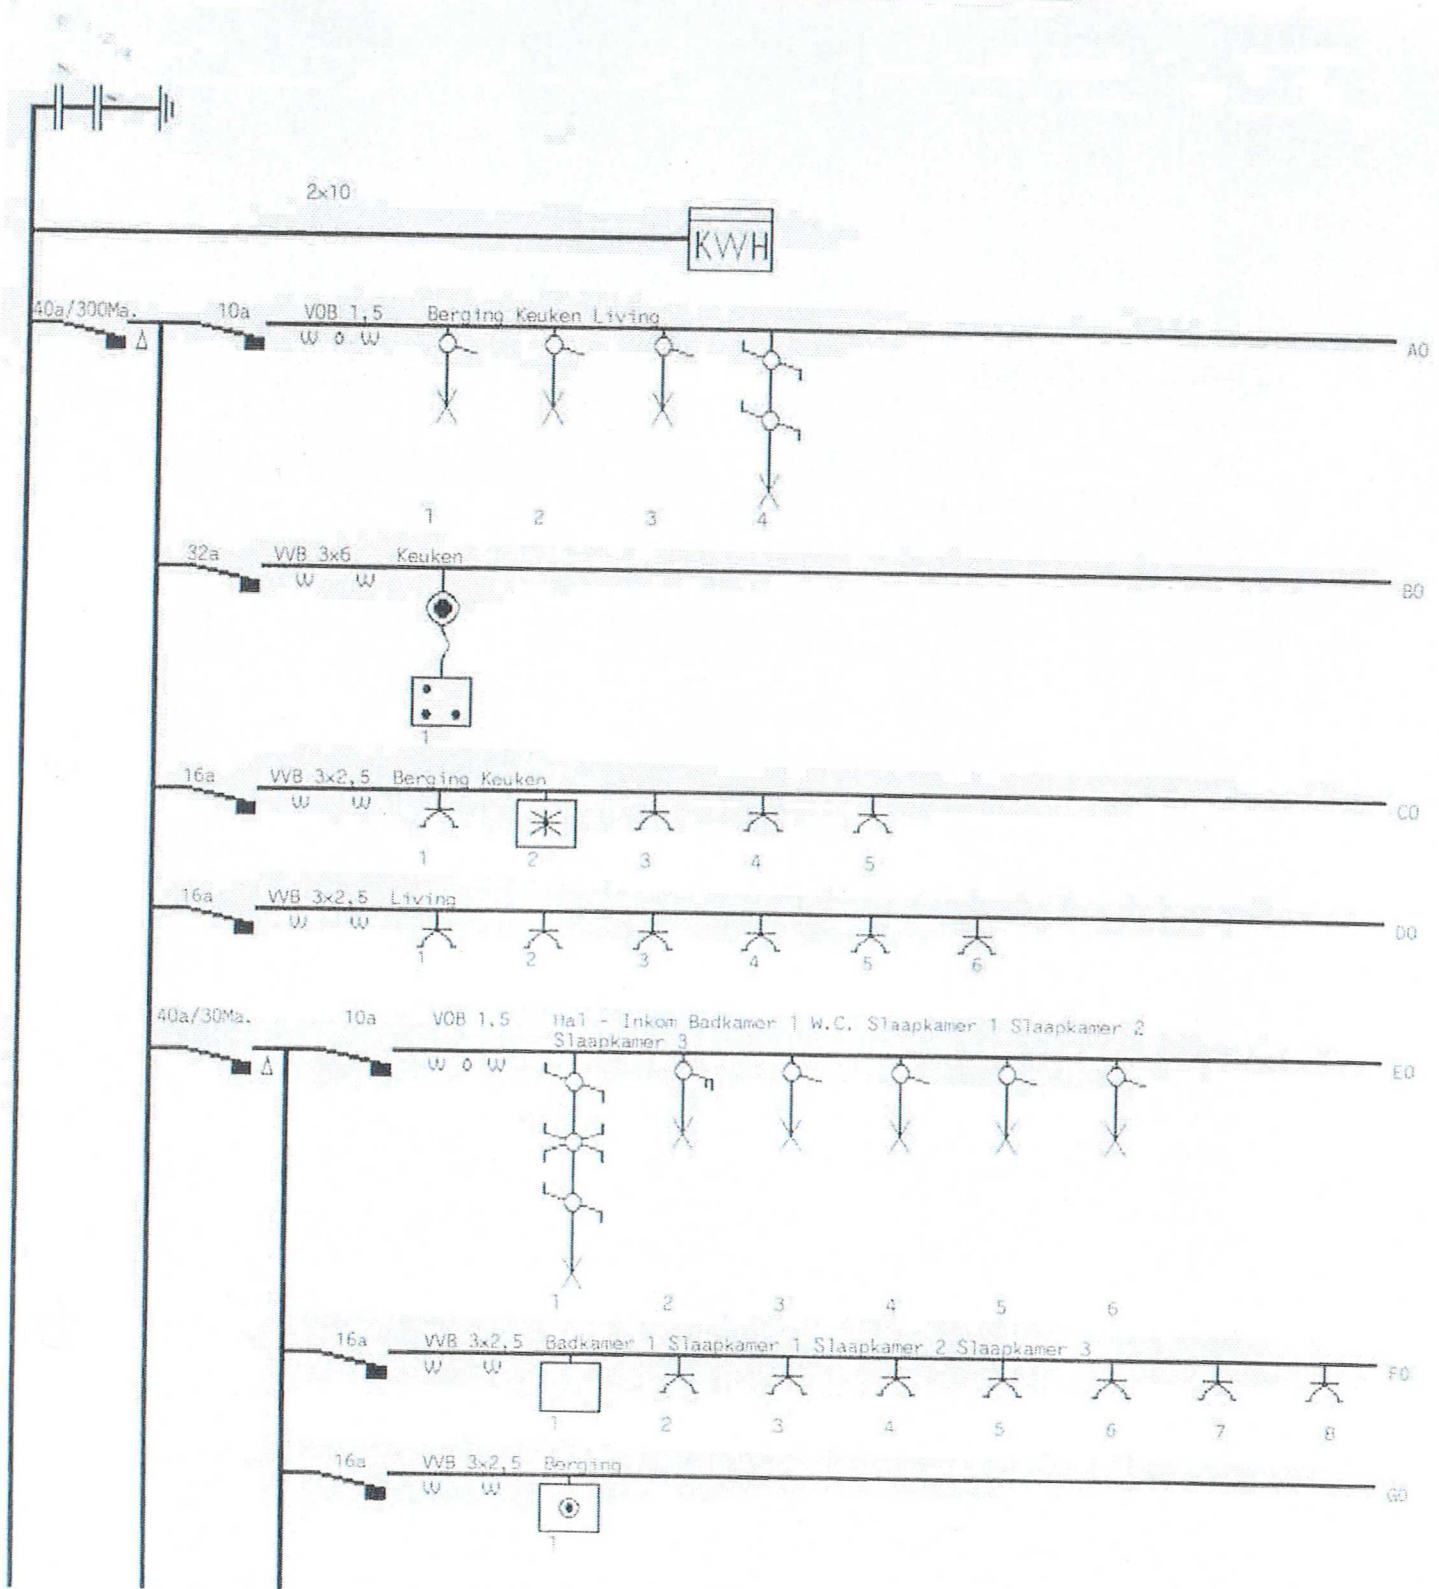 2x10
KWH
40a/300Ma. 10a VOB 1,5 Berging Keuken Living
Δ A0
1 2 3 4
32a VVB 3x6 Keuken
B0
1
16a VVB 3x2,5 Berging Keuken
C0
1 2 3 4 5
16a VVB 3x2,5 Living
D0
1 2 3 4 5 6
40a/30Ma. 10a VOB 1,5 Hal - Inkom Badkamer 1 W.C. Slaapkamer 1 Slaapkamer 2
Slaapkamer 3
Δ E0
1 2 3 4 5 6
16a VVB 3x2,5 Badkamer 1 Slaapkamer 1 Slaapkamer 2 Slaapkamer 3
F0
1 2 3 4 5 6 7 8
16a VVB 3x2,5 Berging
G0
1